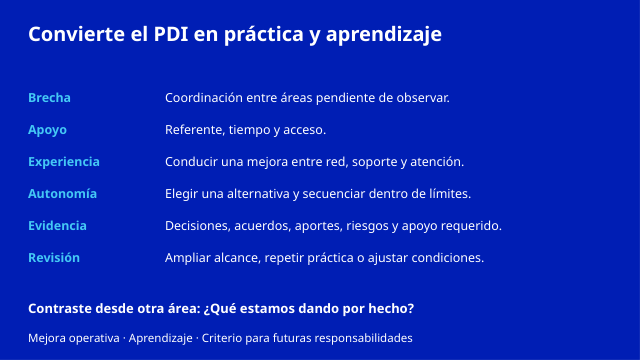 Convierte el PDI en práctica y aprendizaje
Brecha Coordinación entre áreas pendiente de observar.
Apoyo Referente, tiempo y acceso.
Experiencia Conducir una mejora entre red, soporte y atención.
Autonomía Elegir una alternativa y secuenciar dentro de límites.
Evidencia Decisiones, acuerdos, aportes, riesgos y apoyo requerido.
Revisión Ampliar alcance, repetir práctica o ajustar condiciones.
Contraste desde otra área: ¿Qué estamos dando por hecho?
Mejora operativa · Aprendizaje · Criterio para futuras responsabilidades